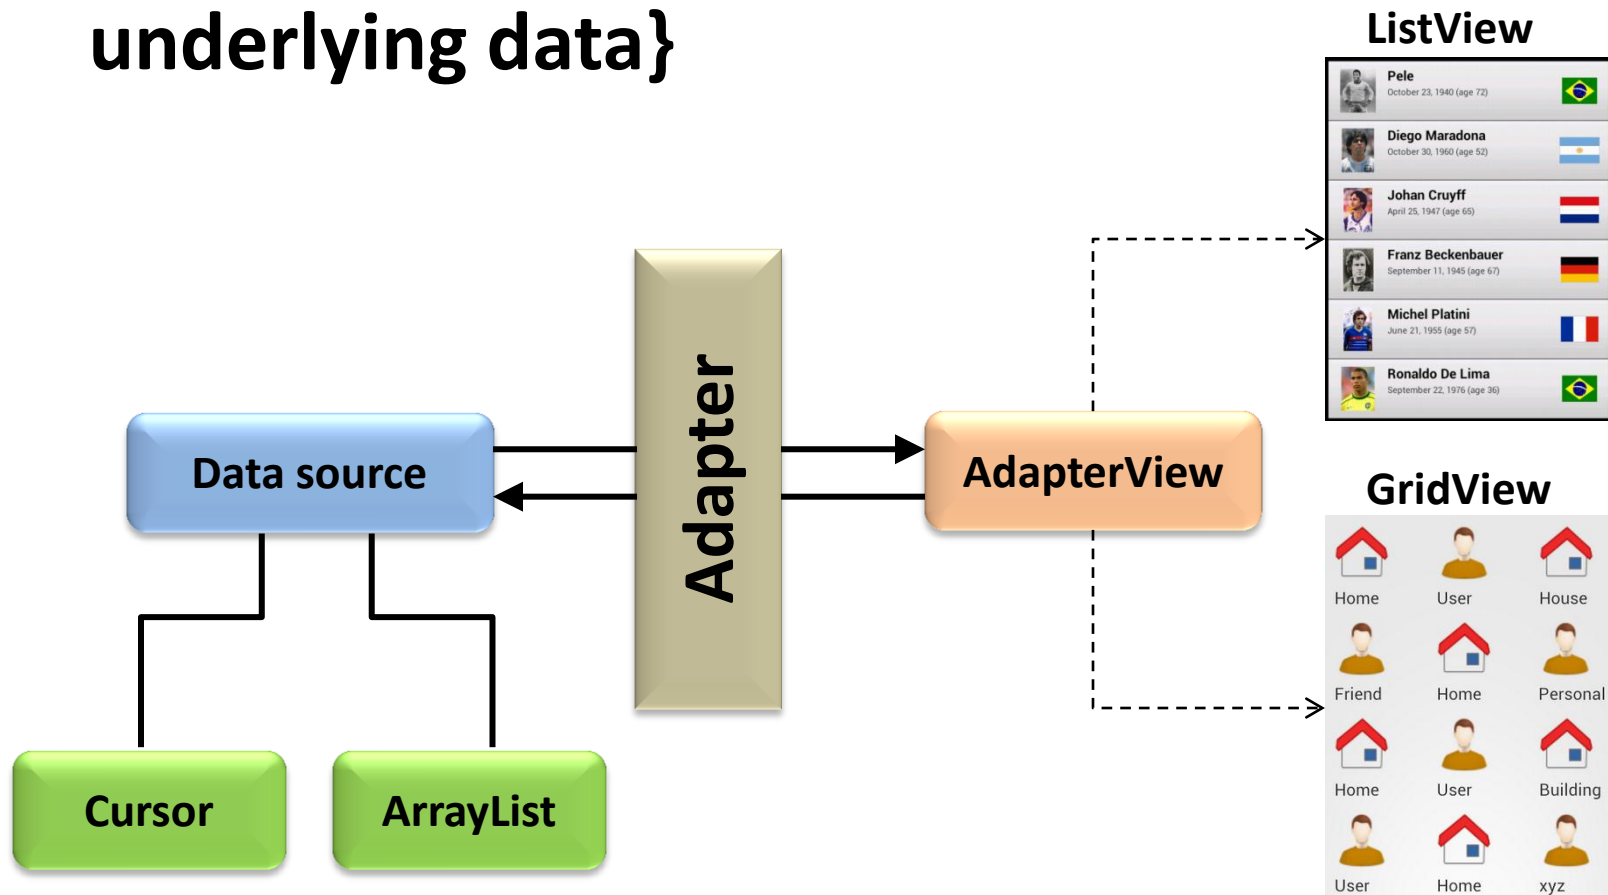 underlying data}
ListView
Pele
October 23, 1940 (age 72)
Diego Maradona
October 30, 1960 (age 52)
Johan Cruyff
April 25, 1947 (age 65)
Franz Beckenbauer
September 11, 1945 (age 67)
Michel Platini
June 21, 1955 (age 57)
Ronaldo De Lima
September 22, 1976 (age 36)
Adapter
Data source
AdapterView
GridView
Home User House
Friend Home Personal
Home User Building
User Home xyz
Cursor
ArrayList